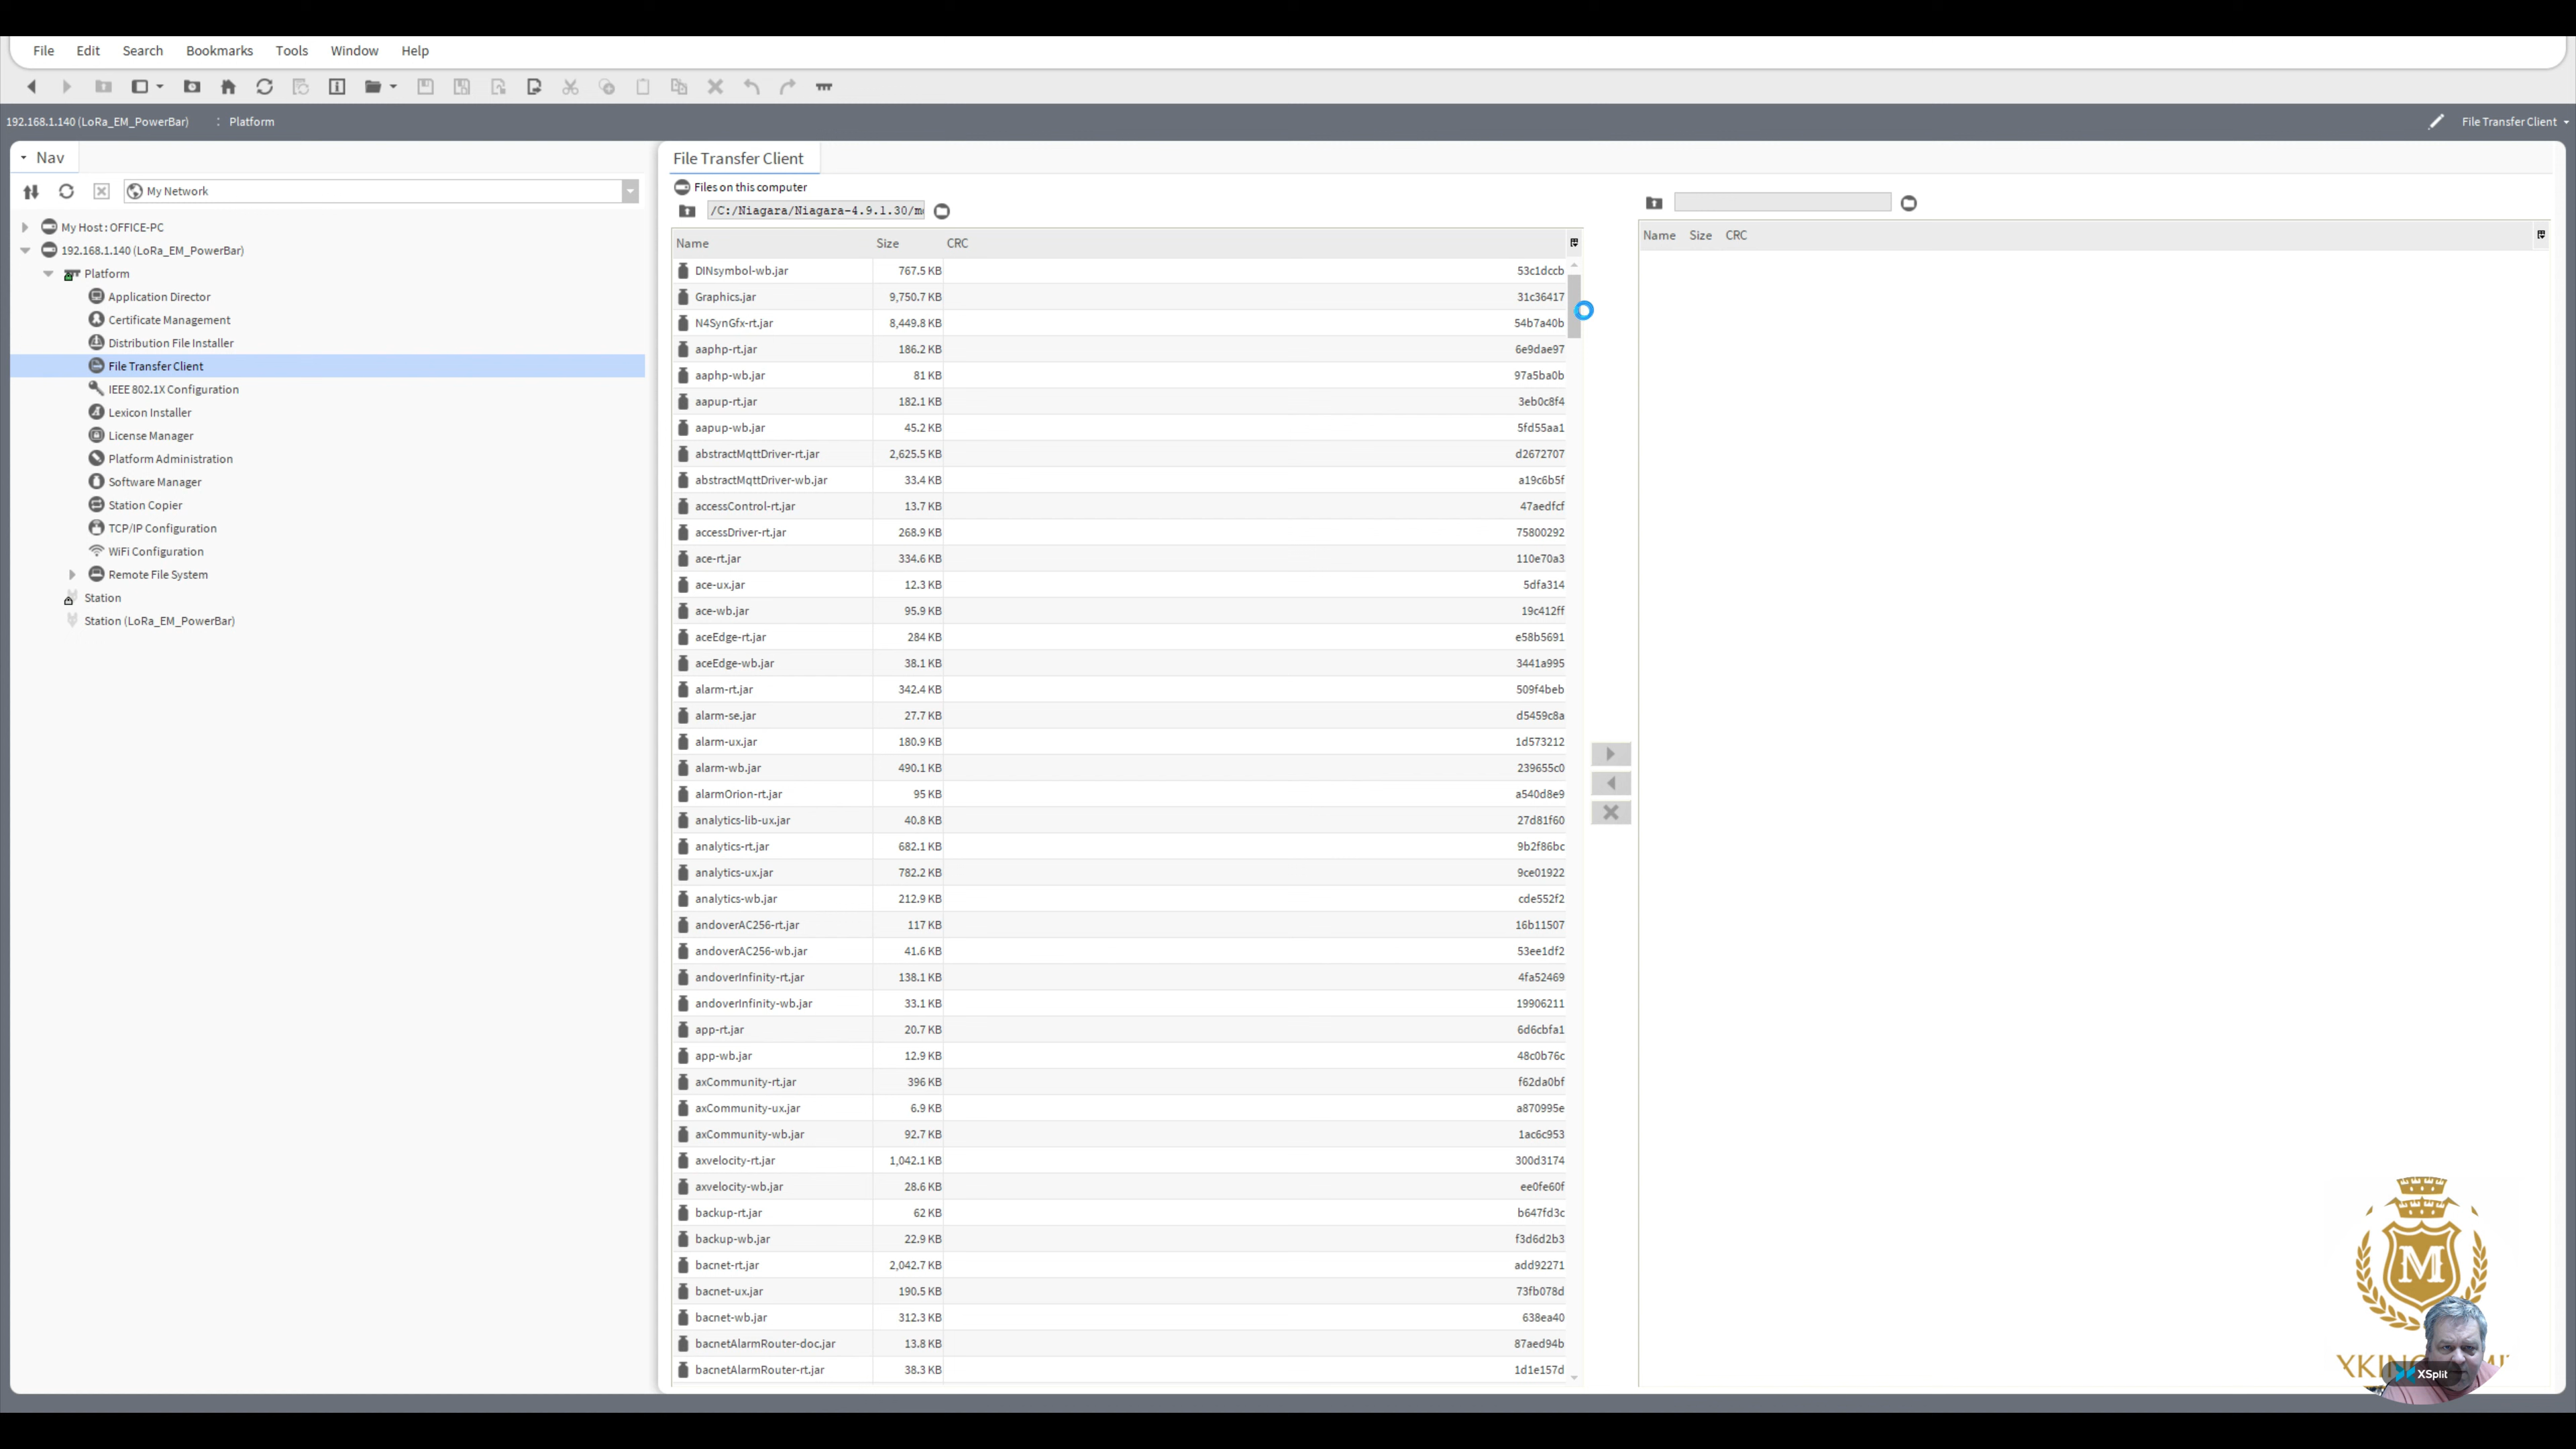 File Edit Search Bookmarks Tools Window Help
192.168.1.140 (LoRa_EM_PowerBar) : Platform
File Transfer Client
Nav
My Network
My Host : OFFICE-PC
192.168.1.140 (LoRa_EM_PowerBar)
Platform
Application Director
Certificate Management
Distribution File Installer
File Transfer Client
IEEE 802.1X Configuration
Lexicon Installer
License Manager
Platform Administration
Software Manager
Station Copier
TCP/IP Configuration
WiFi Configuration
Remote File System
Station
Station (LoRa_EM_PowerBar)
File Transfer Client
Files on this computer
/C:/Niagara/Niagara-4.9.1.30/m
Name Size CRC
DINsymbol-wb.jar 767.5 KB 53c1dccb
Graphics.jar 9,750.7 KB 31c36417
N4SynGfx-rt.jar 8,449.8 KB 54b7a40b
aaphp-rt.jar 186.2 KB 6e9dae97
aaphp-wb.jar 81 KB 97a5ba0b
aapup-rt.jar 182.1 KB 3eb0c8f4
aapup-wb.jar 45.2 KB 5fd55aa1
abstractMqttDriver-rt.jar 2,625.5 KB d2672707
abstractMqttDriver-wb.jar 33.4 KB a19c6b5f
accessControl-rt.jar 13.7 KB 47aedfcf
accessDriver-rt.jar 268.9 KB 75800292
ace-rt.jar 334.6 KB 110e70a3
ace-ux.jar 12.3 KB 5dfa314
ace-wb.jar 95.9 KB 19c412ff
aceEdge-rt.jar 284 KB e58b5691
aceEdge-wb.jar 38.1 KB 3441a995
alarm-rt.jar 342.4 KB 509f4beb
alarm-se.jar 27.7 KB d5459c8a
alarm-ux.jar 180.9 KB 1d573212
alarm-wb.jar 490.1 KB 239655c0
alarmOrion-rt.jar 95 KB a540d8e9
analytics-lib-ux.jar 40.8 KB 27d81f60
analytics-rt.jar 682.1 KB 9b2f86bc
analytics-ux.jar 782.2 KB 9ce01922
analytics-wb.jar 212.9 KB cde552f2
andoverAC256-rt.jar 117 KB 16b11507
andoverAC256-wb.jar 41.6 KB 53ee1df2
andoverInfinity-rt.jar 138.1 KB 4fa52469
andoverInfinity-wb.jar 33.1 KB 19906211
app-rt.jar 20.7 KB 6d6cbfa1
app-wb.jar 12.9 KB 48c0b76c
axCommunity-rt.jar 396 KB f62da0bf
axCommunity-ux.jar 6.9 KB a870995e
axCommunity-wb.jar 92.7 KB 1ac6c953
axvelocity-rt.jar 1,042.1 KB 300d3174
axvelocity-wb.jar 28.6 KB ee0fe60f
backup-rt.jar 62 KB b647fd3c
backup-wb.jar 22.9 KB f3d6d2b3
bacnet-rt.jar 2,042.7 KB add92271
bacnet-ux.jar 190.5 KB 73fb078d
bacnet-wb.jar 312.3 KB 638ea40
bacnetAlarmRouter-doc.jar 13.8 KB 87aed94b
bacnetAlarmRouter-rt.jar 38.3 KB 1d1e157d
Name Size CRC
M
XSplit